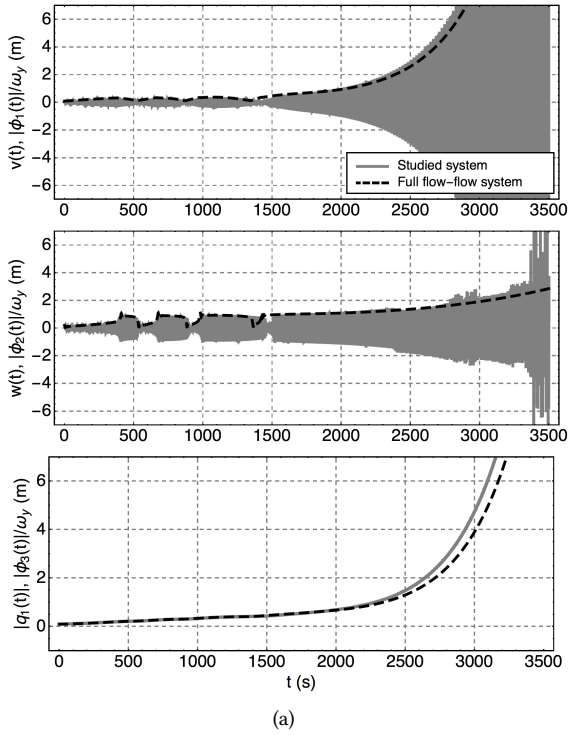 v(t), |ϕ1(t)|/ωy (m)
6
4
2
0
−2
−4
−6
0 500 1000 1500 2000 2500 3000 3500
Studied system
Full flow−flow system
w(t), |ϕ2(t)|/ωy (m)
6
4
2
0
−2
−4
−6
0 500 1000 1500 2000 2500 3000 3500
|q1(t)|, |ϕ3(t)|/ωy (m)
6
4
2
0
0 500 1000 1500 2000 2500 3000 3500
t (s)
(a)